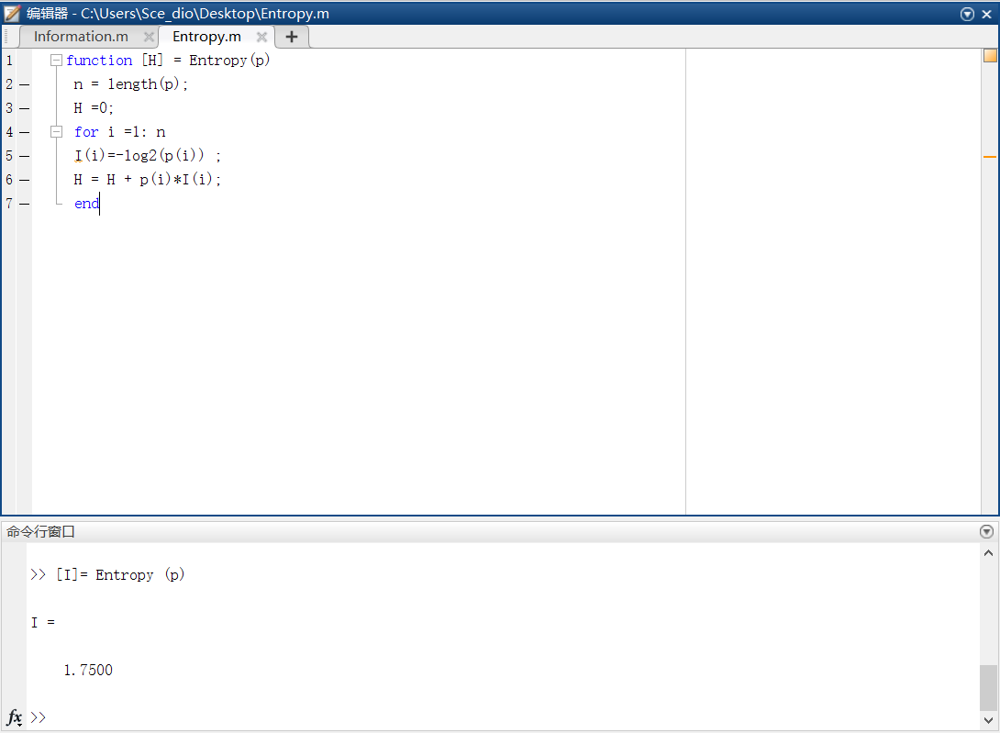 编辑器 - C:\Users\Sce_dio\Desktop\Entropy.m
Information.m Entropy.m
1 function [H] = Entropy(p)
2 n = length(p);
3 H =0;
4 for i =1: n
5 I(i)=-log2(p(i)) ;
6 H = H + p(i)*I(i);
7 end
命令行窗口
>> [I]= Entropy (p)
I =
1.7500
fx >>